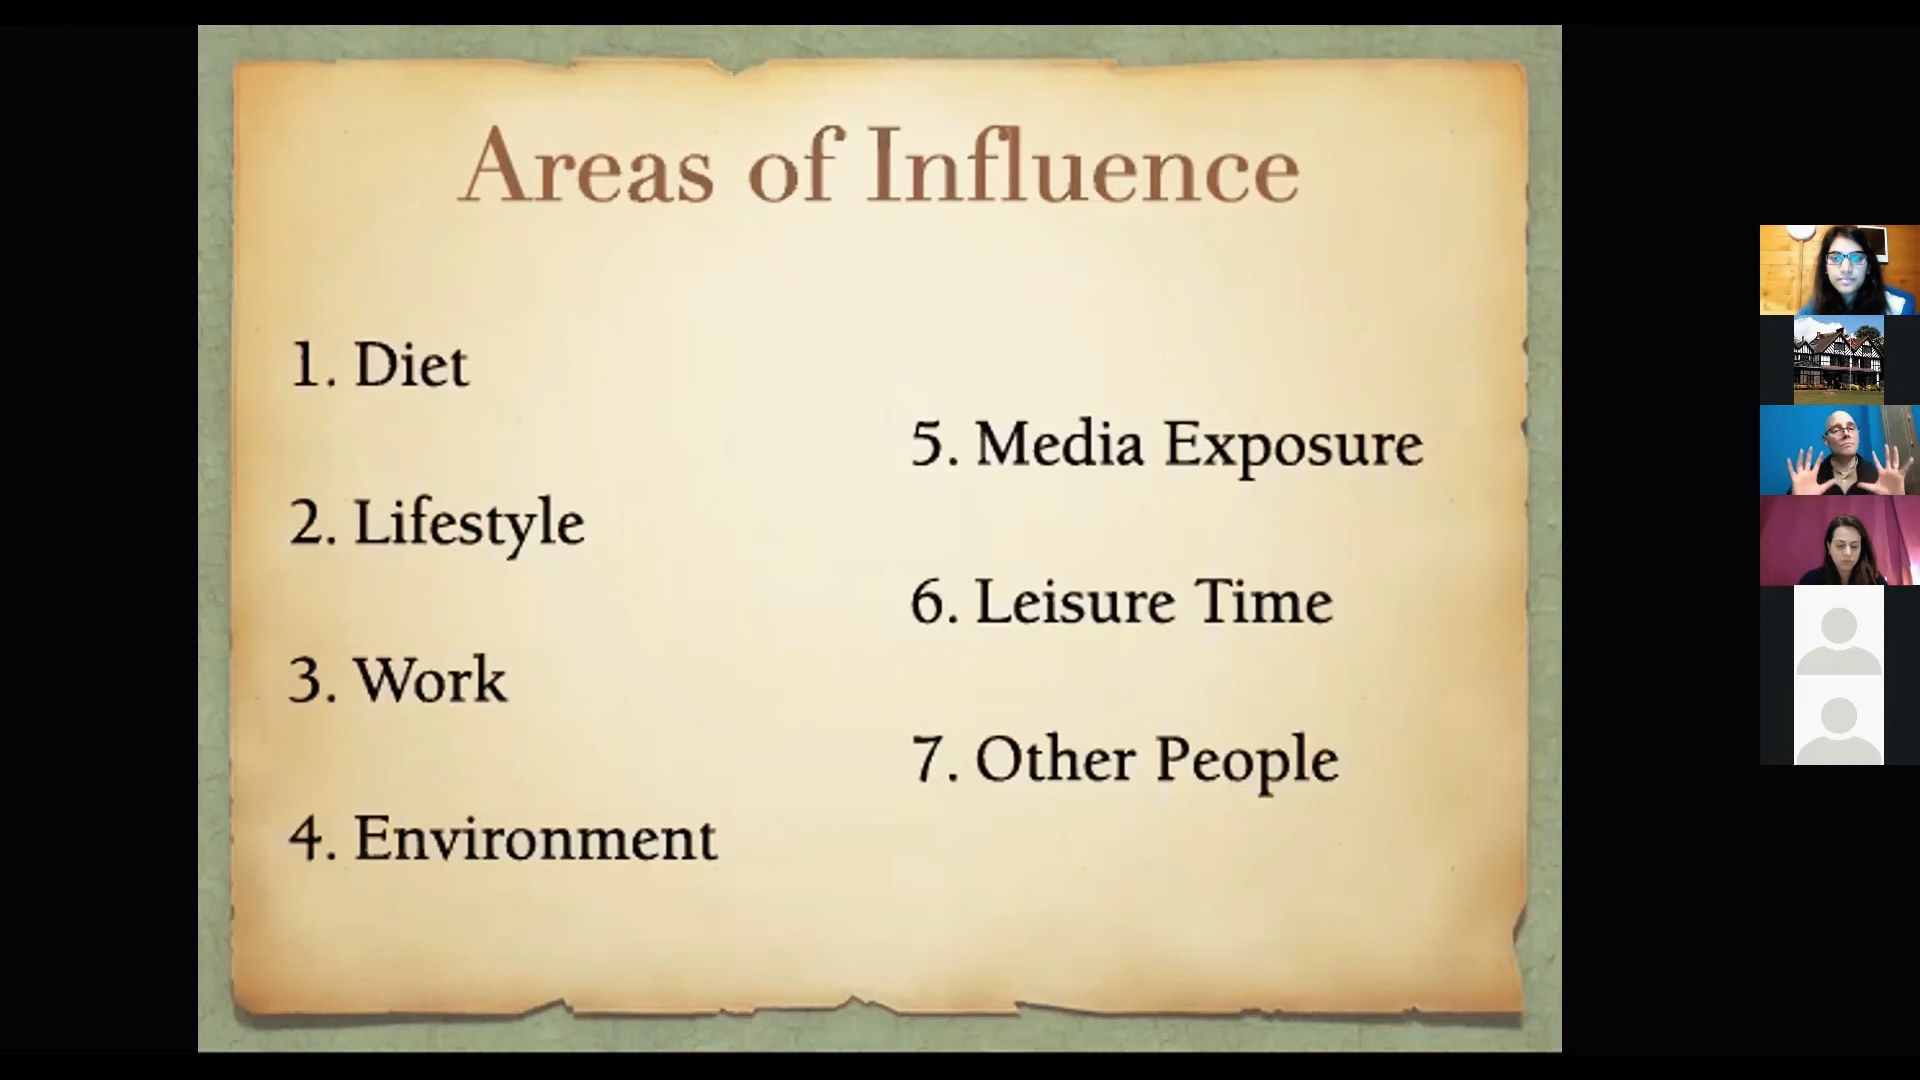 Areas of Influence
1. Diet
2. Lifestyle
3. Work
4. Environment
5. Media Exposure
6. Leisure Time
7. Other People